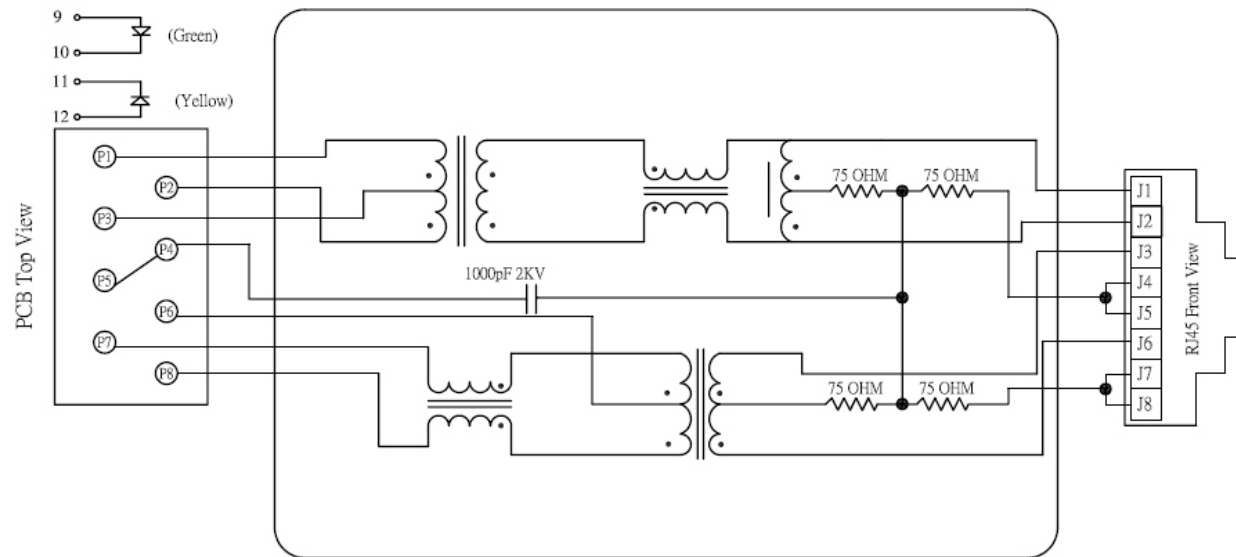 9
(Green)
10
11
(Yellow)
12
PCB Top View
P1
P2
P3
P4
P5
P6
P7
P8
1000pF 2KV
75 OHM
75 OHM
75 OHM
75 OHM
J1
J2
J3
J4
J5
J6
J7
J8
RJ45 Front View